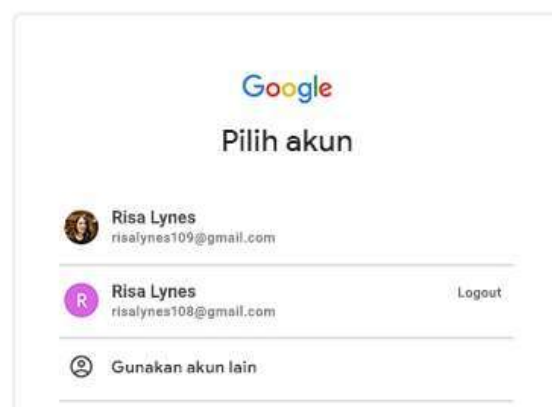 Google
Pilih akun
Risa Lynes
risalynes109@gmail.com
R
Risa Lynes
Logout
risalynes108@gmail.com
Gunakan akun lain